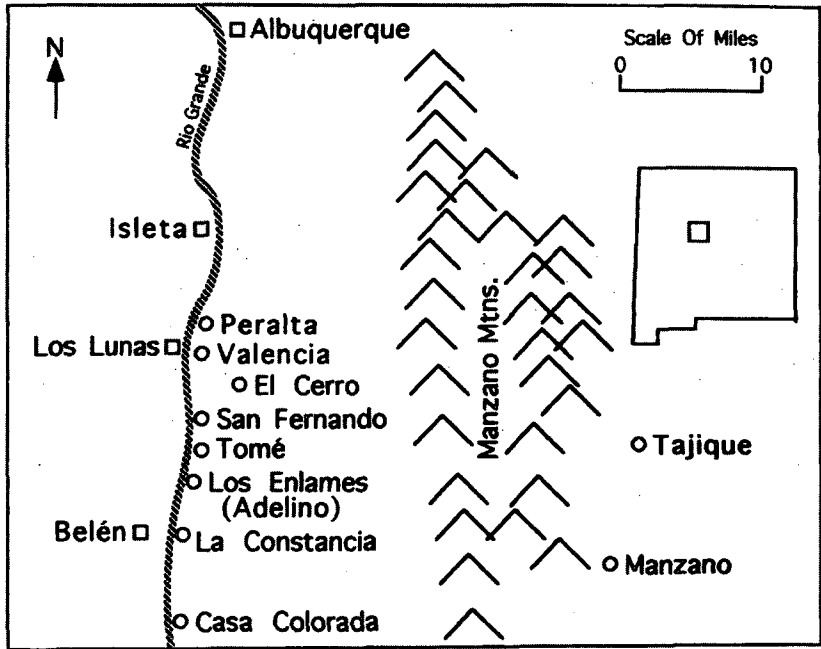 Albuquerque
N
Scale Of Miles
0 10
Rio Grande
Isleta
Peralta
Los Lunas
Valencia
El Cerro
Manzano Mtns.
San Fernando
Tomé
Tajique
Los Enlames
(Adelino)
Belén
La Constancia
Manzano
Casa Colorada